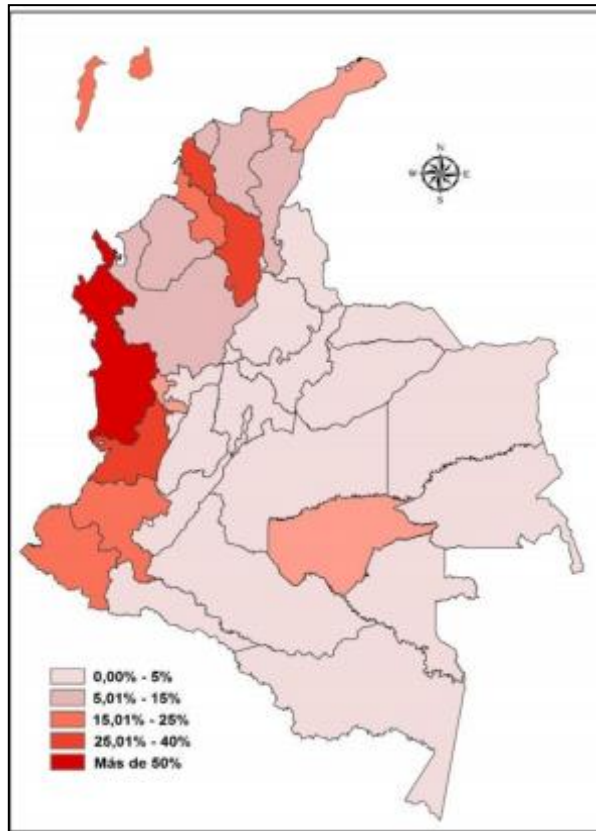 N
W E
S
0,00% - 5%
5,01% - 15%
15,01% - 25%
25,01% - 40%
Más de 50%